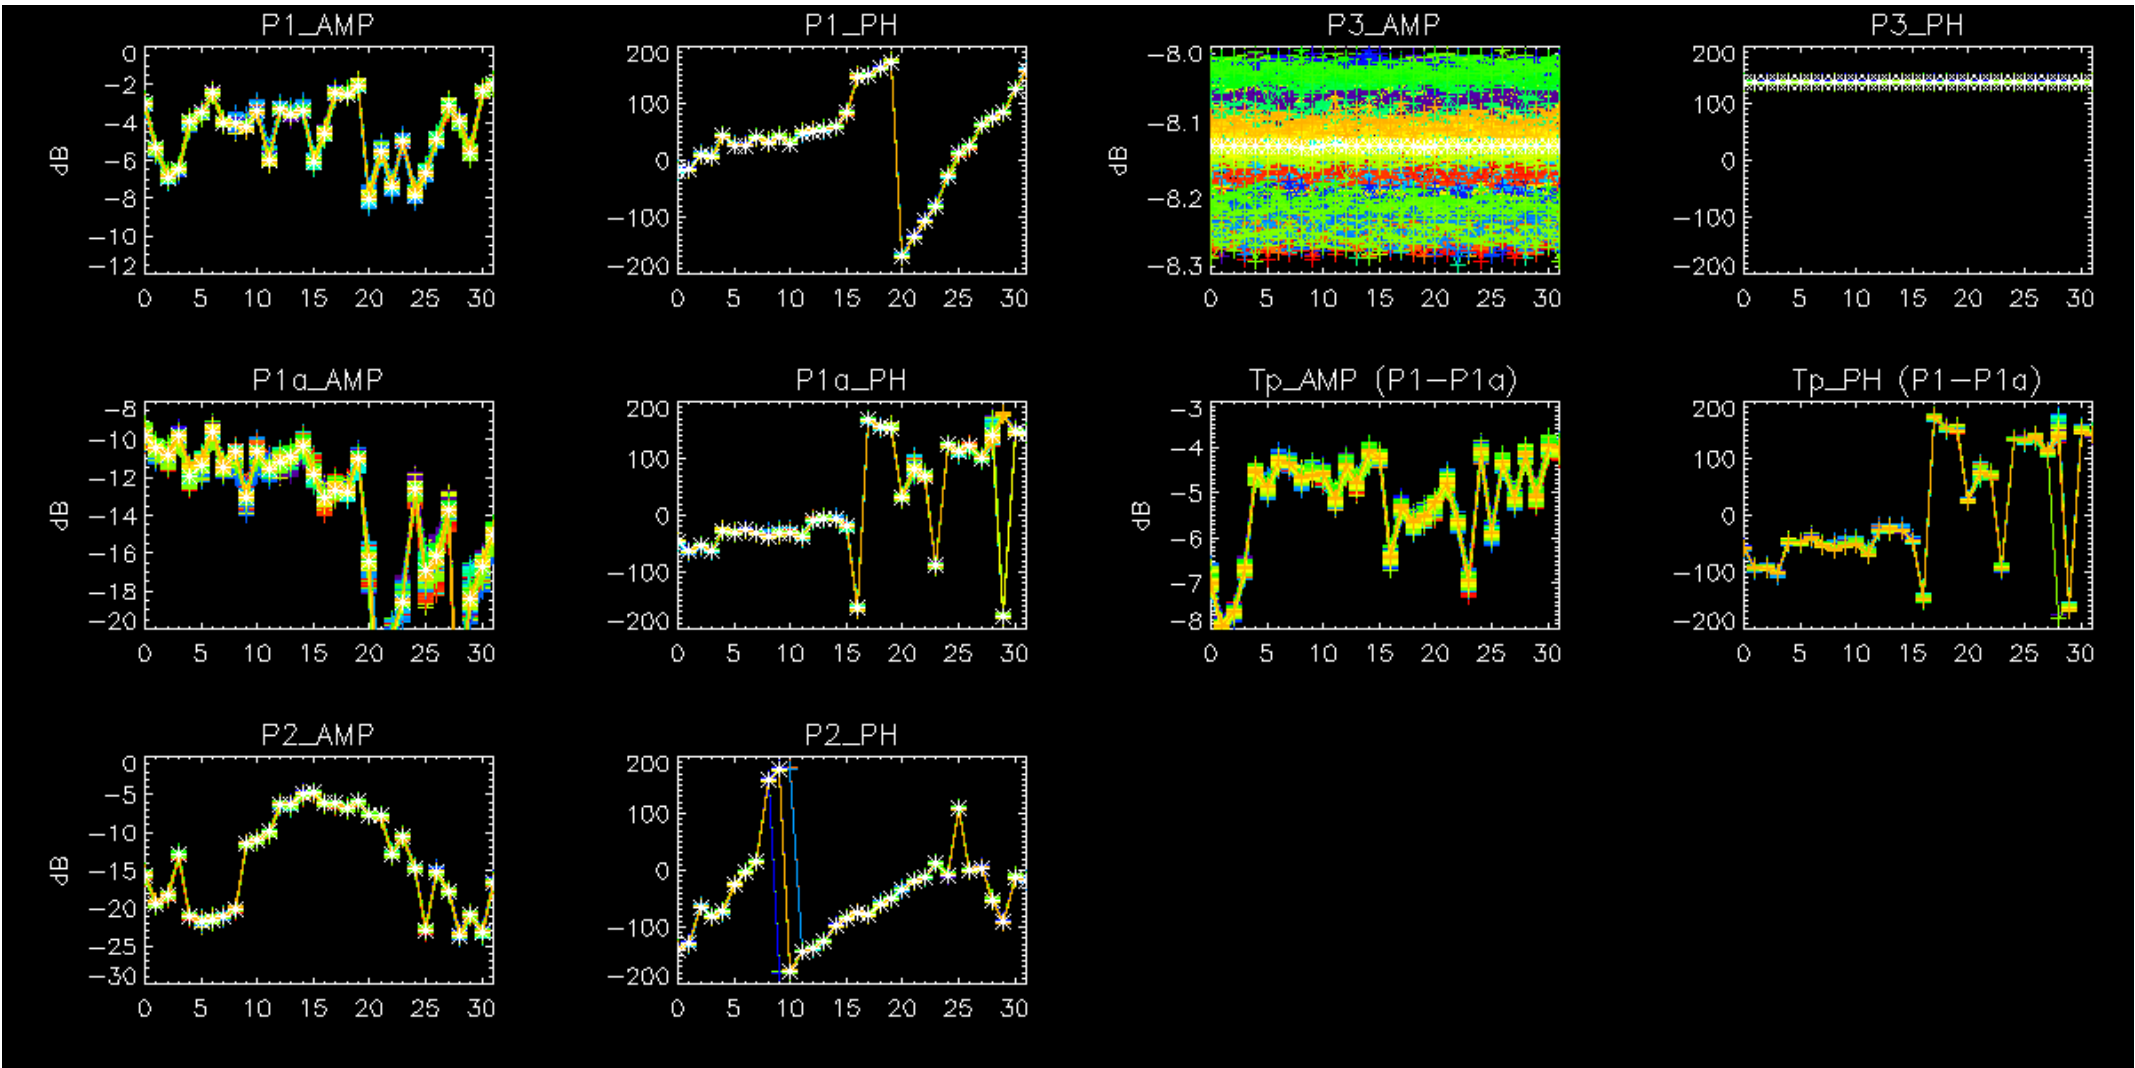 P1_AMP
P1_PH
P3_AMP
P3_PH
0
−2
−4
−6
−8
−10
−12
dB
0 5 10 15 20 25 30
200
100
0
−100
−200
0 5 10 15 20 25 30
−8.0
−8.1
−8.2
−8.3
dB
0 5 10 15 20 25 30
200
100
0
−100
−200
0 5 10 15 20 25 30
P1a_AMP
P1a_PH
Tp_AMP (P1−P1a)
Tp_PH (P1−P1a)
−8
−10
−12
−14
−16
−18
−20
dB
0 5 10 15 20 25 30
200
100
0
−100
−200
0 5 10 15 20 25 30
−3
−4
−5
−6
−7
−8
dB
0 5 10 15 20 25 30
200
100
0
−100
−200
0 5 10 15 20 25 30
P2_AMP
P2_PH
0
−5
−10
−15
−20
−25
−30
dB
0 5 10 15 20 25 30
200
100
0
−100
−200
0 5 10 15 20 25 30